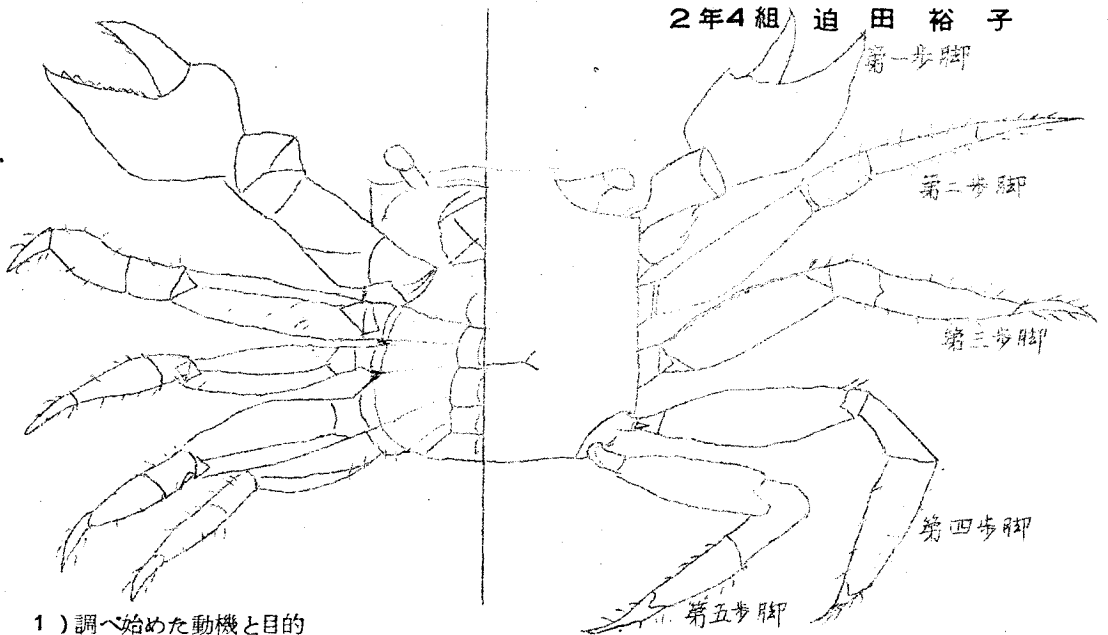 2年4組 迫田裕子
第一歩脚
第二歩脚
第三歩脚
第四歩脚
第五歩脚
1)調べ始めた動機と目的